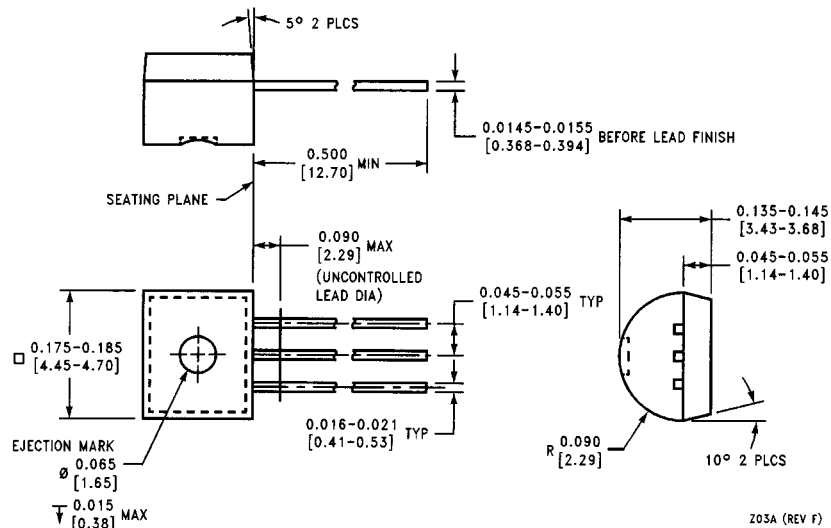 5° 2 PLCS
0.0145-0.0155
[0.368-0.394]
BEFORE LEAD FINISH
0.500
[12.70]
MIN
SEATING PLANE
0.135-0.145
[3.43-3.68]
0.090
[2.29]
MAX
(UNCONTROLLED
LEAD DIA)
0.045-0.055
[1.14-1.40]
TYP
0.045-0.055
[1.14-1.40]
□ 0.175-0.185
[4.45-4.70]
0.016-0.021
[0.41-0.53]
TYP
R 0.090
[2.29]
10° 2 PLCS
EJECTION MARK
ø 0.065
[1.65]
↧ 0.015
[0.38]
MAX
Z03A (REV F)